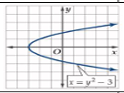 y
O
x
x = y² − 3